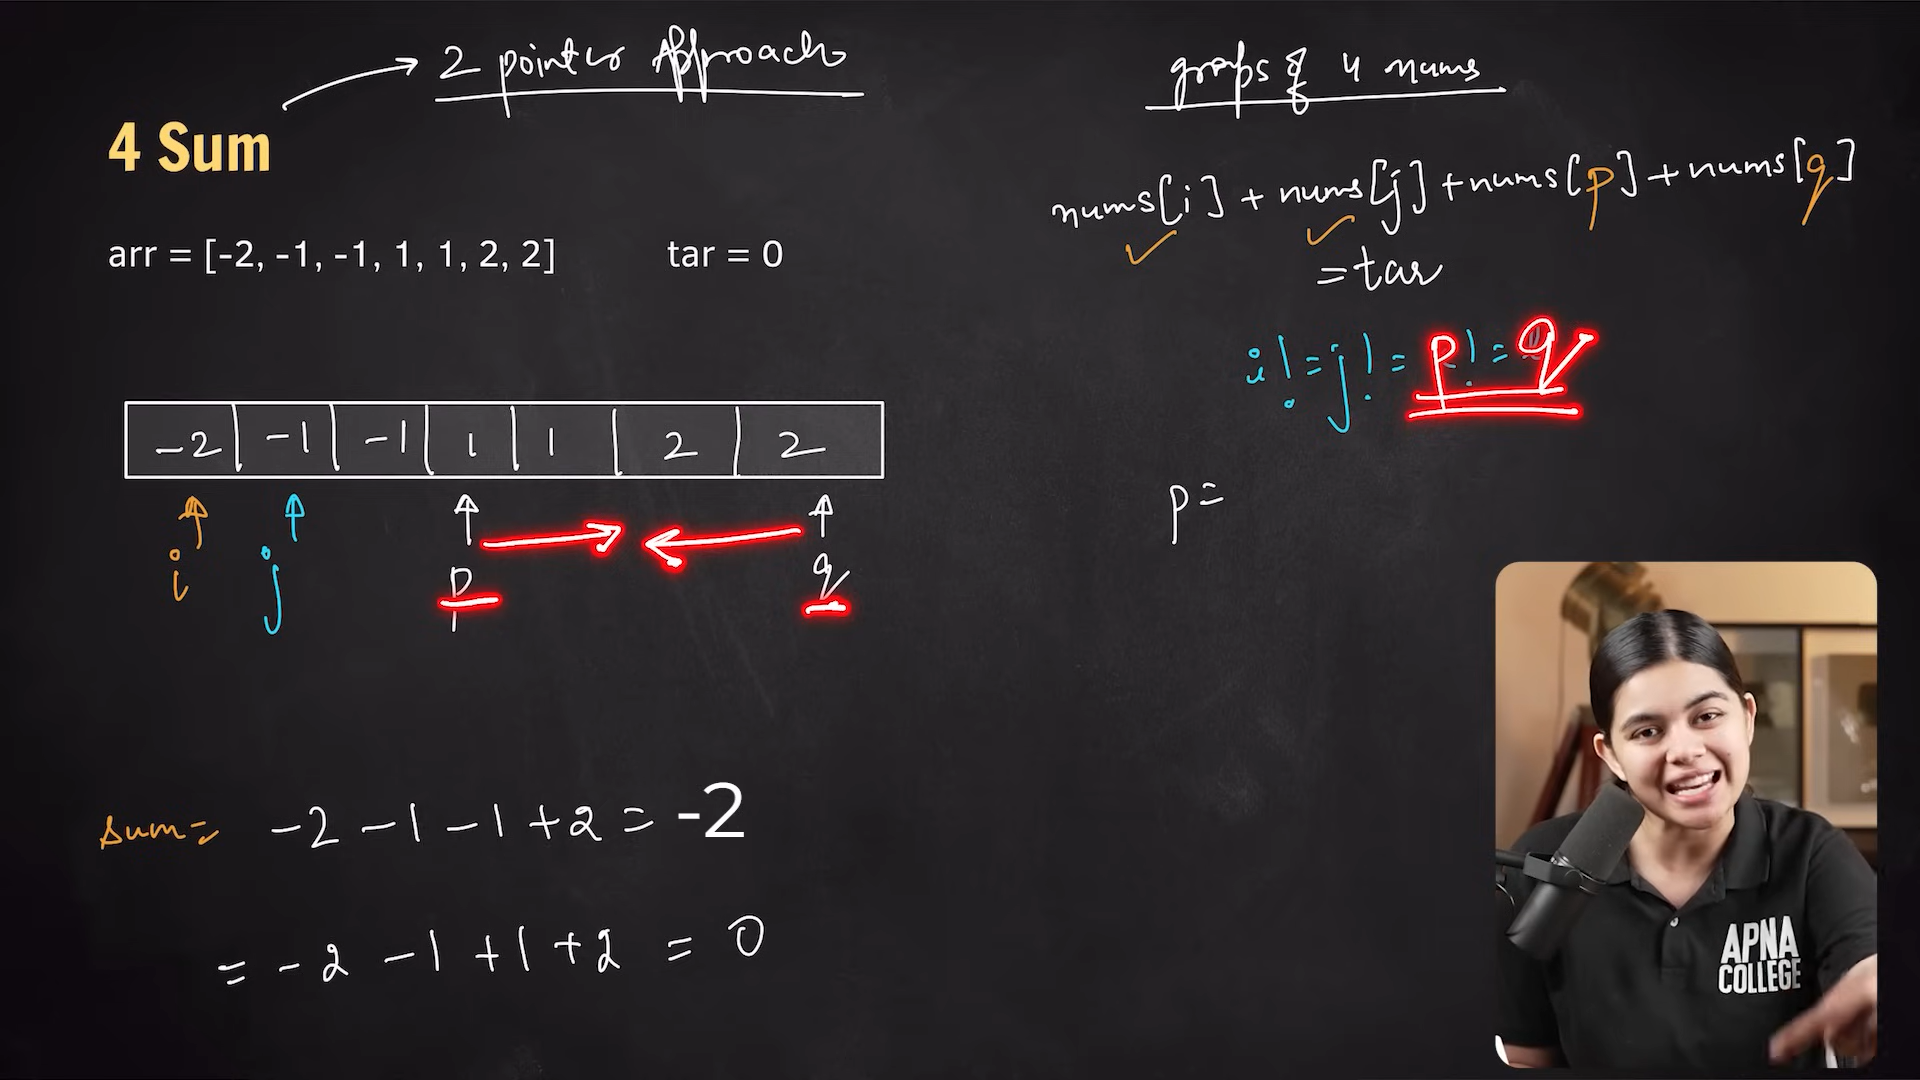 2 pointer Approach
groups of 4 nums
4 Sum
nums[i] + nums[j] + nums[p] + nums[q]
= tar
arr = [-2, -1, -1, 1, 1, 2, 2] tar = 0
i != j != p != q
-2 | -1 | -1 | 1 | 1 | 2 | 2
p =
i j p q
sum = -2 -1 -1 +2 = -2
= -2 -1 +1 +2 = 0
APNA
COLLEGE